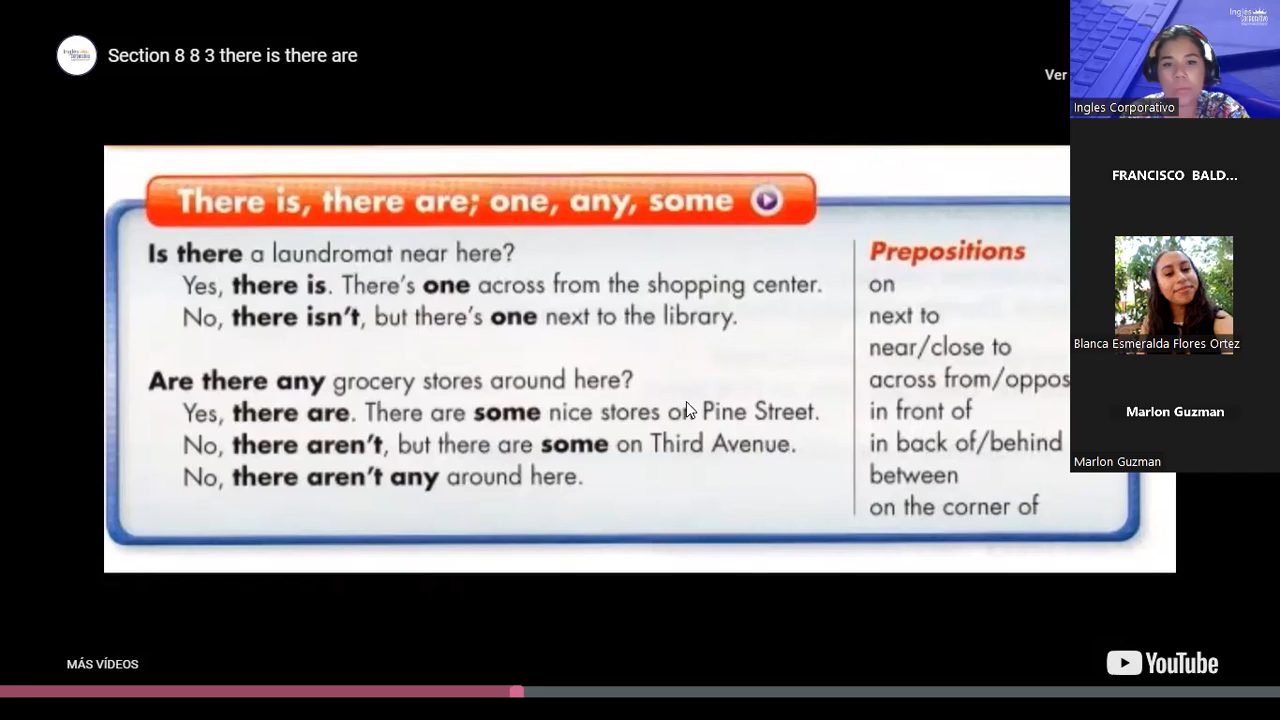 Section 8 8 3 there is there are
Ver
Ingles Corporativo
FRANCISCO BALD...
Blanca Esmeralda Flores Ortez
Marlon Guzman
Marlon Guzman
There is, there are; one, any, some
Is there a laundromat near here?
Yes, there is. There's one across from the shopping center.
No, there isn't, but there's one next to the library.
Are there any grocery stores around here?
Yes, there are. There are some nice stores on Pine Street.
No, there aren't, but there are some on Third Avenue.
No, there aren't any around here.
Prepositions
on
next to
near/close to
across from/oppos
in front of
in back of/behind
between
on the corner of
MÁS VÍDEOS
YouTube